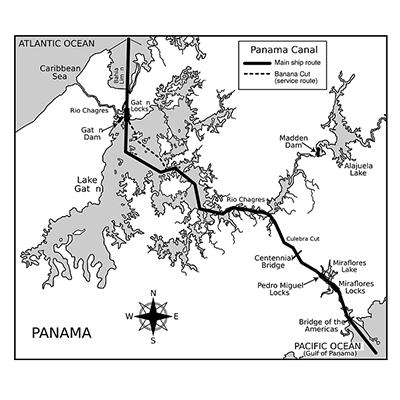 ATLANTIC OCEAN
Caribbean
Sea
Bahia
Lim n
Panama Canal
Main ship route
Banana Cut
(service route)
Rio Chagres
Gat n
Locks
Gat n
Dam
Madden
Dam
Alajuela
Lake
Lake
Gat n
Rio Chagres
Culebra Cut
Centennial
Bridge
Miraflores
Lake
Pedro Miguel
Locks
Miraflores
Locks
N
W E
S
Bridge of the
Americas
PANAMA
PACIFIC OCEAN
(Gulf of Panama)